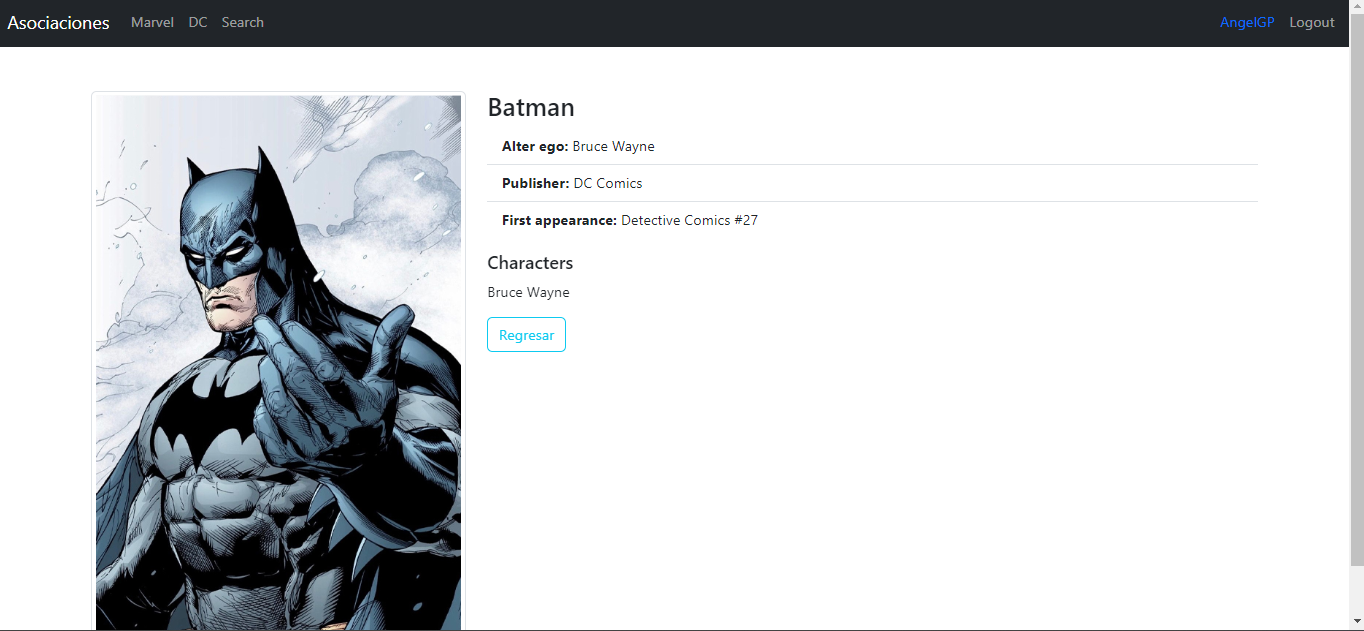 Asociaciones Marvel DC Search AngelGP Logout
Batman
Alter ego: Bruce Wayne
Publisher: DC Comics
First appearance: Detective Comics #27
Characters
Bruce Wayne
Regresar